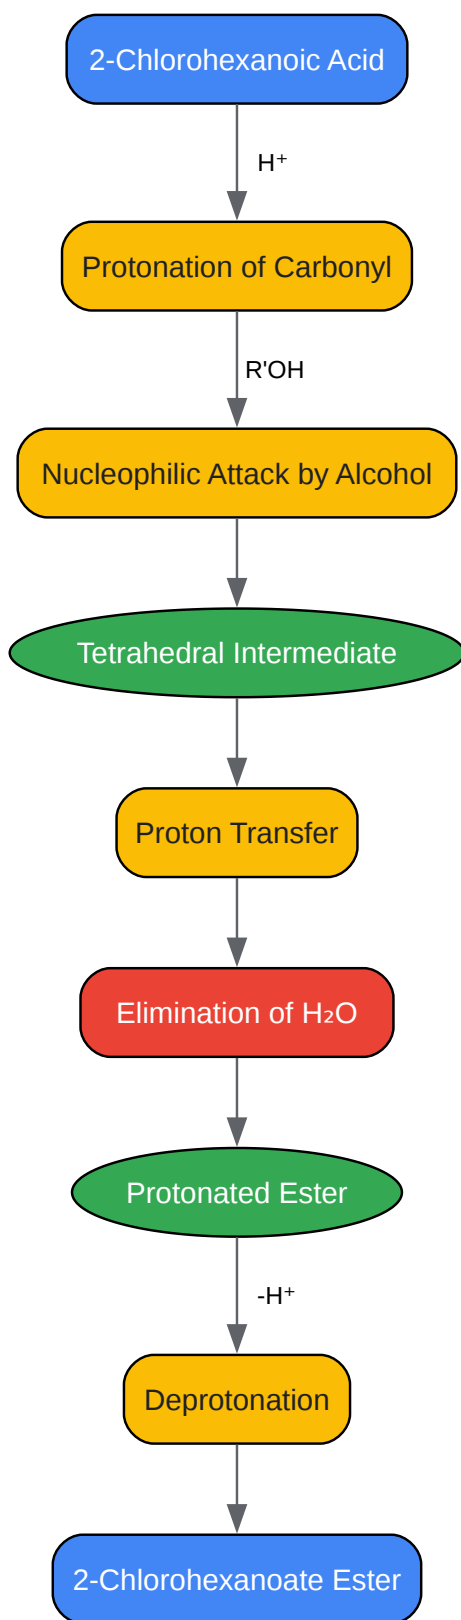 2-Chlorohexanoic Acid
H⁺
Protonation of Carbonyl
R'OH
Nucleophilic Attack by Alcohol
Tetrahedral Intermediate
Proton Transfer
Elimination of H₂O
Protonated Ester
-H⁺
Deprotonation
2-Chlorohexanoate Ester